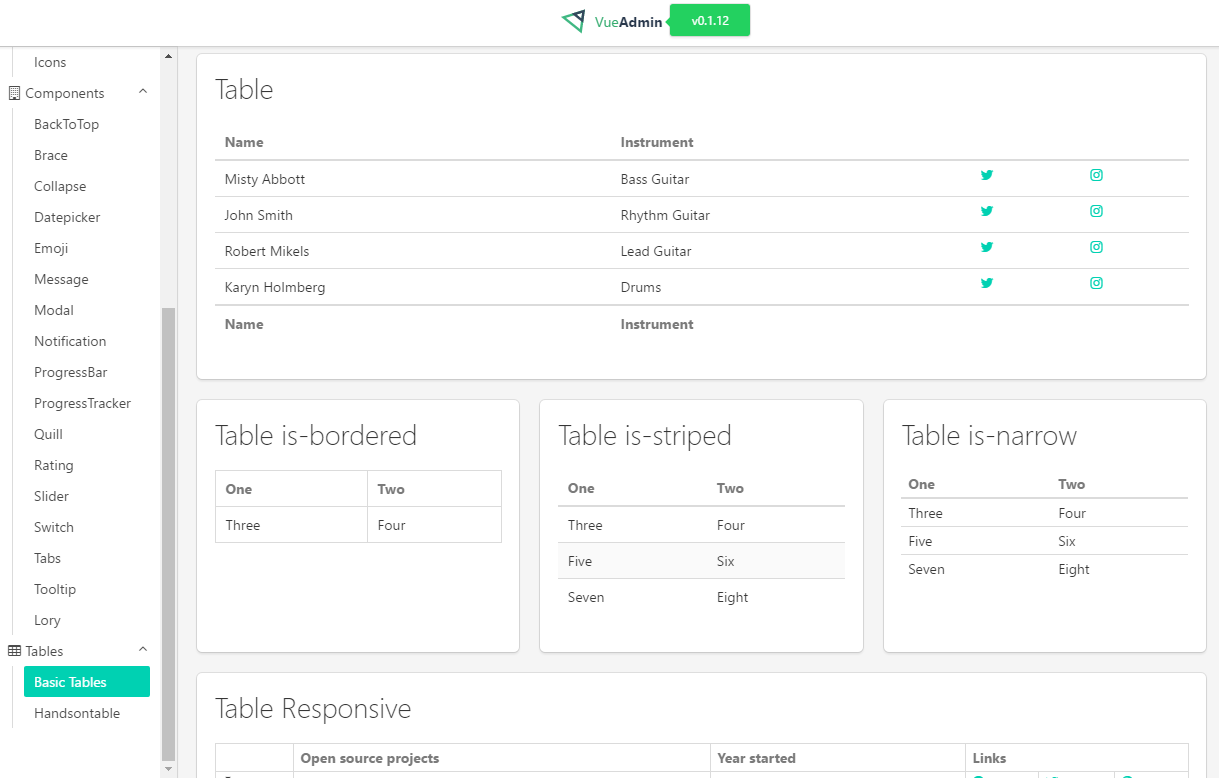 VueAdmin v0.1.12
Icons
Components
BackToTop
Brace
Collapse
Datepicker
Emoji
Message
Modal
Notification
ProgressBar
ProgressTracker
Quill
Rating
Slider
Switch
Tabs
Tooltip
Lory
Tables
Basic Tables
Handsontable
Table
Name Instrument
Misty Abbott Bass Guitar
John Smith Rhythm Guitar
Robert Mikels Lead Guitar
Karyn Holmberg Drums
Name Instrument
Table is-bordered
One Two
Three Four
Table is-striped
One Two
Three Four
Five Six
Seven Eight
Table is-narrow
One Two
Three Four
Five Six
Seven Eight
Table Responsive
Open source projects Year started Links